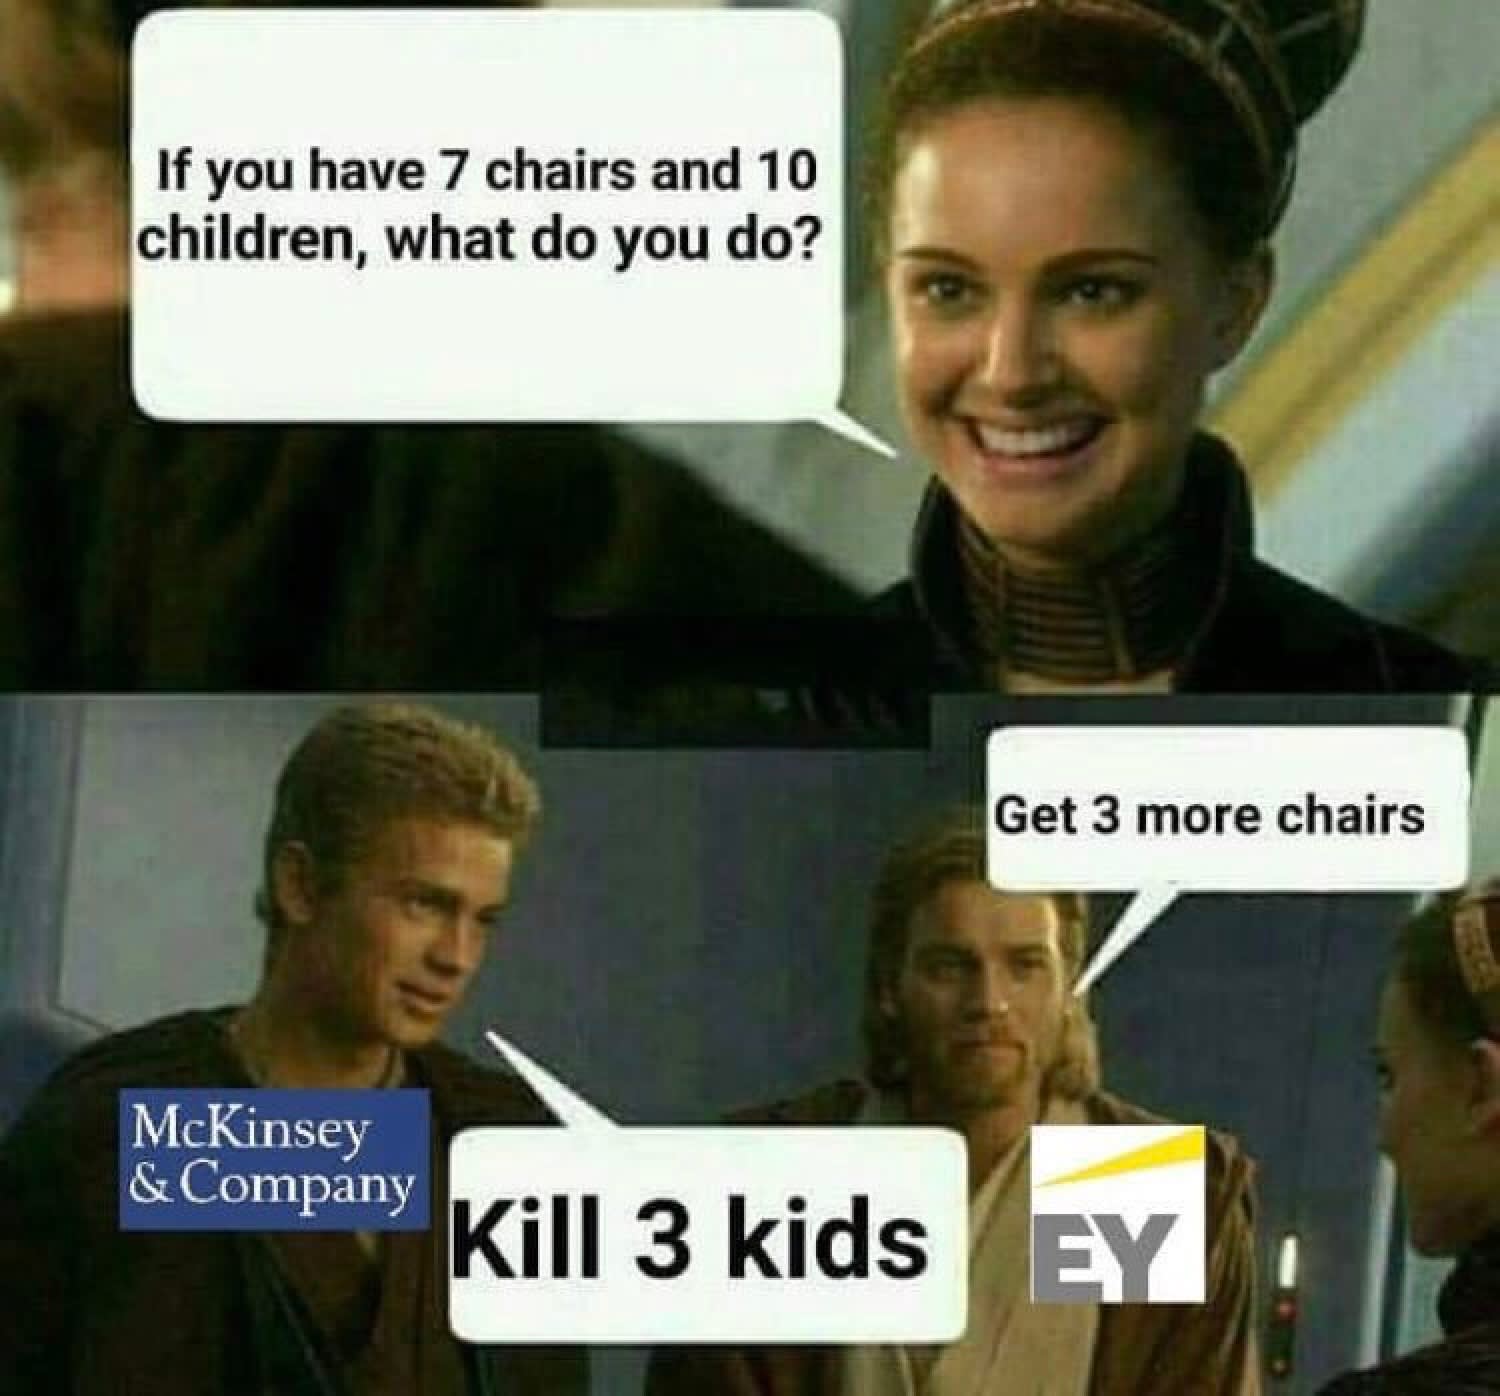 If you have 7 chairs and 10
children, what do you do?
Get 3 more chairs
McKinsey
& Company
Kill 3 kids
EY